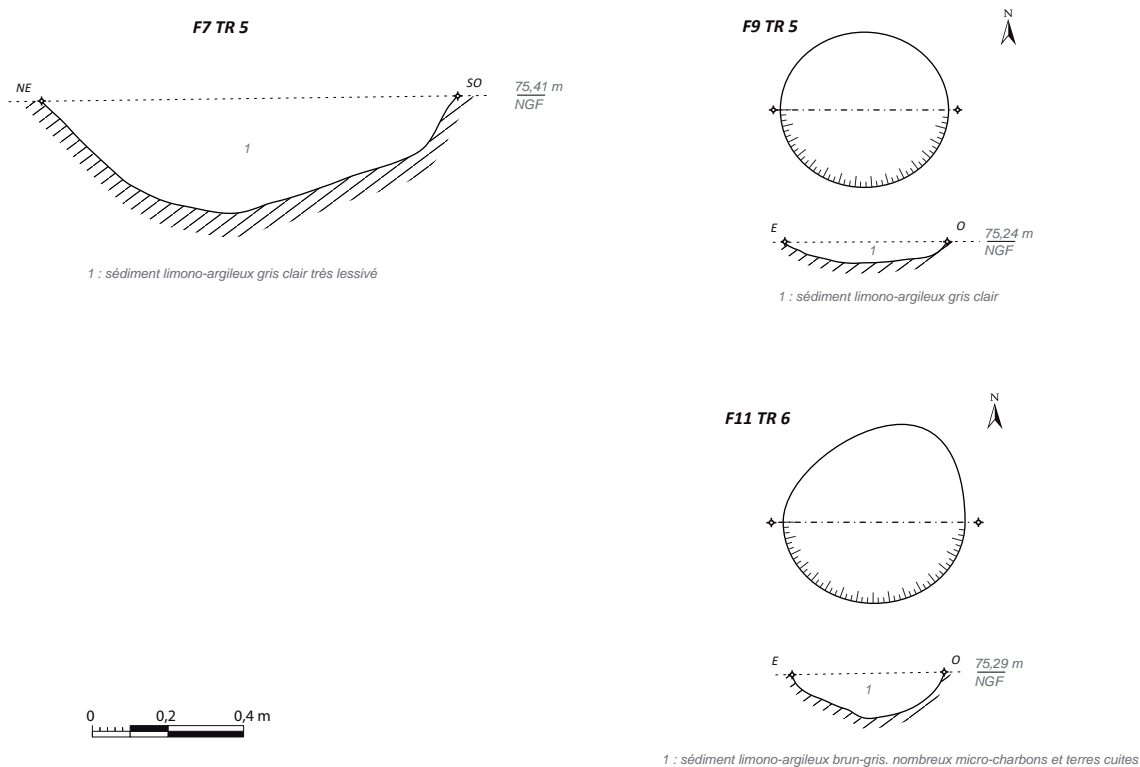 F7 TR 5
NE
SO
75,41 m
NGF
1
1 : sédiment limono-argileux gris clair très lessivé
F9 TR 5
N
E
O
75,24 m
NGF
1
1 : sédiment limono-argileux gris clair
F11 TR 6
N
E
O
75,29 m
NGF
1
1 : sédiment limono-argileux brun-gris. nombreux micro-charbons et terres cuites
0 0,2 0,4 m